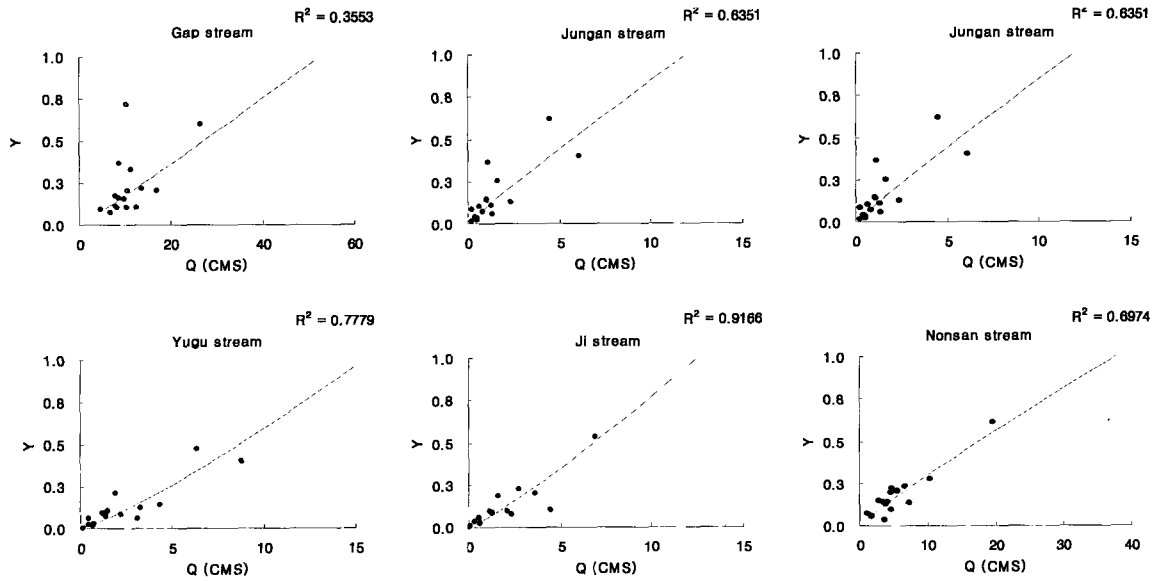 R² = 0.3553
Gap stream
1.0
0.8
0.5
0.3
0.0
Y
0
20
40
60
Q (CMS)
R² = 0.6351
Jungan stream
1.0
0.8
0.5
0.3
0.0
Y
0
5
10
15
Q (CMS)
R² = 0.6351
Jungan stream
1.0
0.8
0.5
0.3
0.0
Y
0
5
10
15
Q (CMS)
R² = 0.7779
Yugu stream
1.0
0.8
0.5
0.3
0.0
Y
0
5
10
15
Q (CMS)
R² = 0.9166
Ji stream
1.0
0.8
0.5
0.3
0.0
Y
0
5
10
15
Q (CMS)
R² = 0.6974
Nonsan stream
1.0
0.8
0.5
0.3
0.0
Y
0
10
20
30
40
Q (CMS)